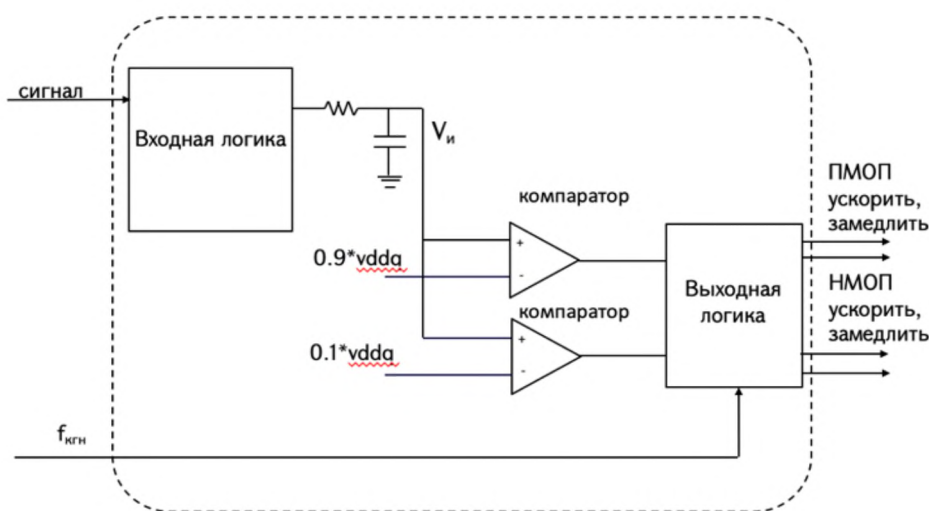 сигнал
Входная логика
Vи
компаратор
0.9*vddq
компаратор
0.1*vddq
Выходная
логика
ПМОП
ускорить,
замедлить
НМОП
ускорить,
замедлить
fкгн
+
-
+
-